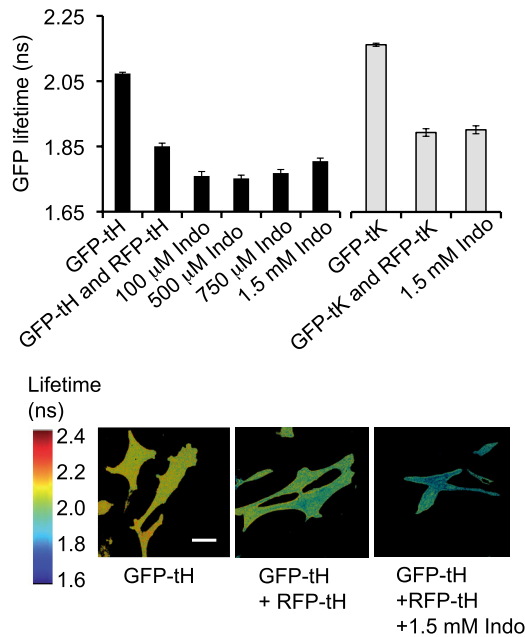 GFP lifetime (ns)
2.25
2.05
1.85
1.65
GFP-tH
GFP-tH and RFP-tH
100 µM Indo
500 µM Indo
750 µM Indo
1.5 mM Indo
GFP-tK
GFP-tK and RFP-tK
1.5 mM Indo
Lifetime
(ns)
2.4
2.2
2.0
1.8
1.6
GFP-tH
GFP-tH
+ RFP-tH
GFP-tH
+RFP-tH
+1.5 mM Indo